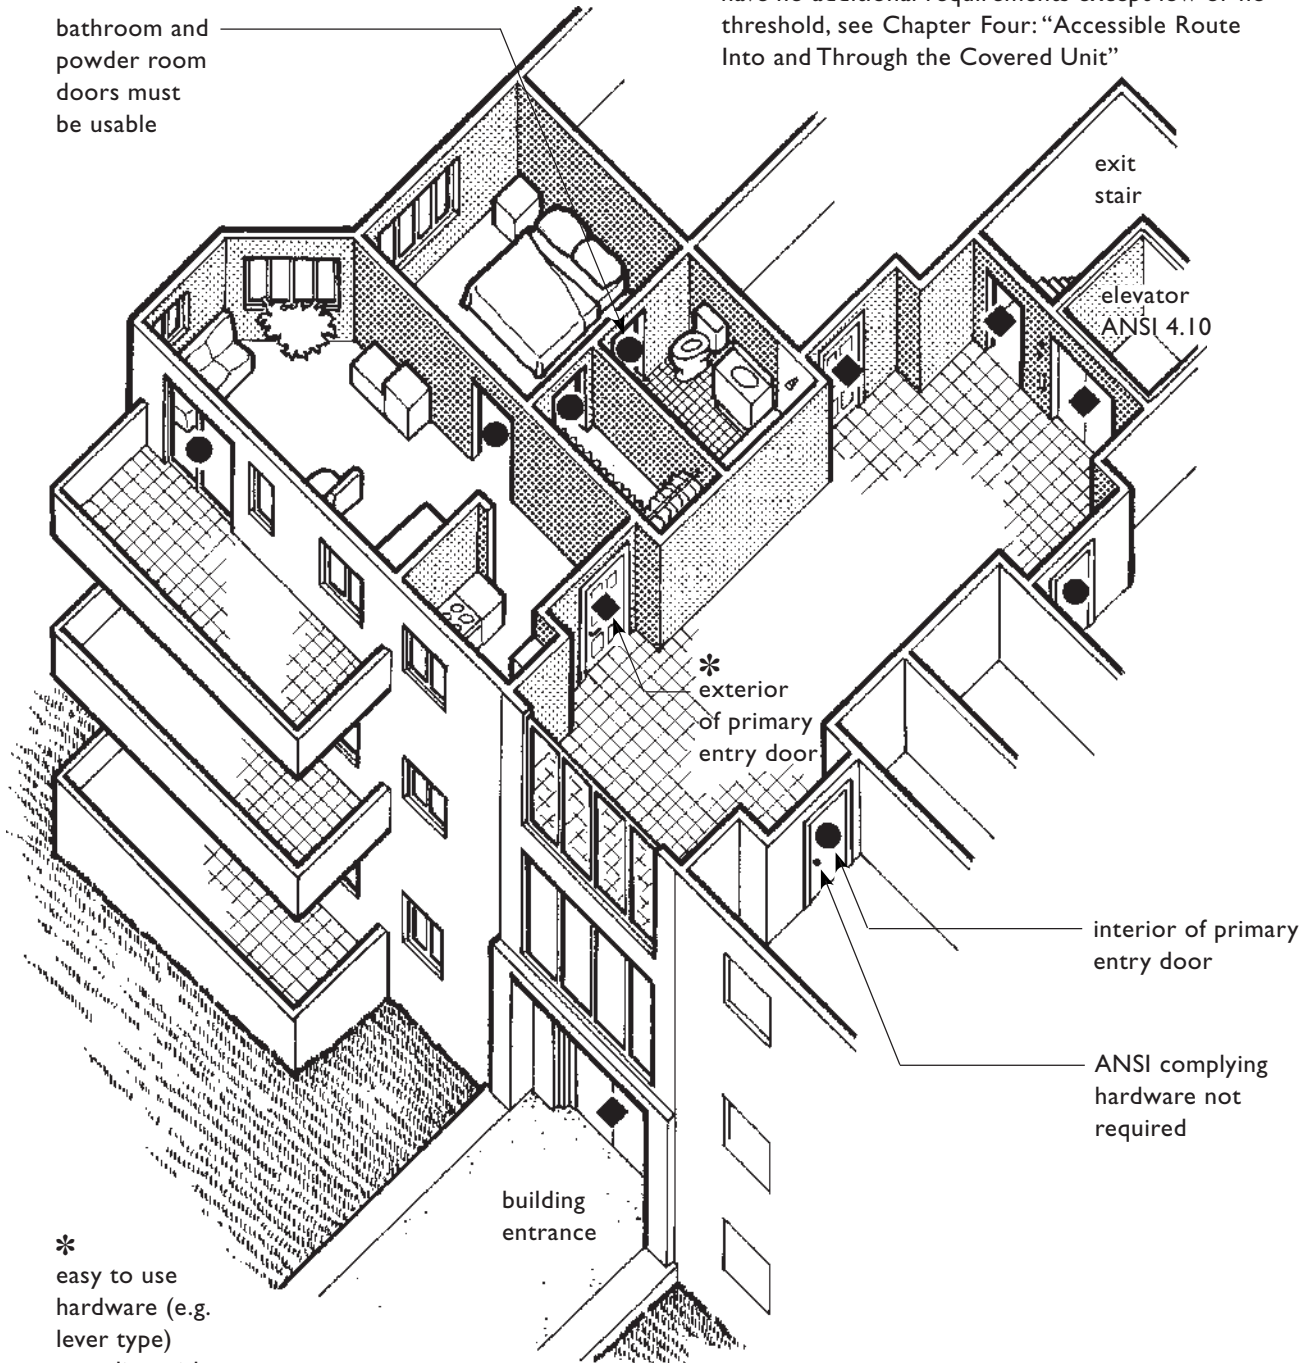 bathroom and
powder room
doors must
be usable
threshold, see Chapter Four: “Accessible Route
Into and Through the Covered Unit”
exit
stair
elevator
ANSI 4.10
*
exterior
of primary
entry door
interior of primary
entry door
ANSI complying
hardware not
required
building
entrance
*
easy to use
hardware (e.g.
lever type)